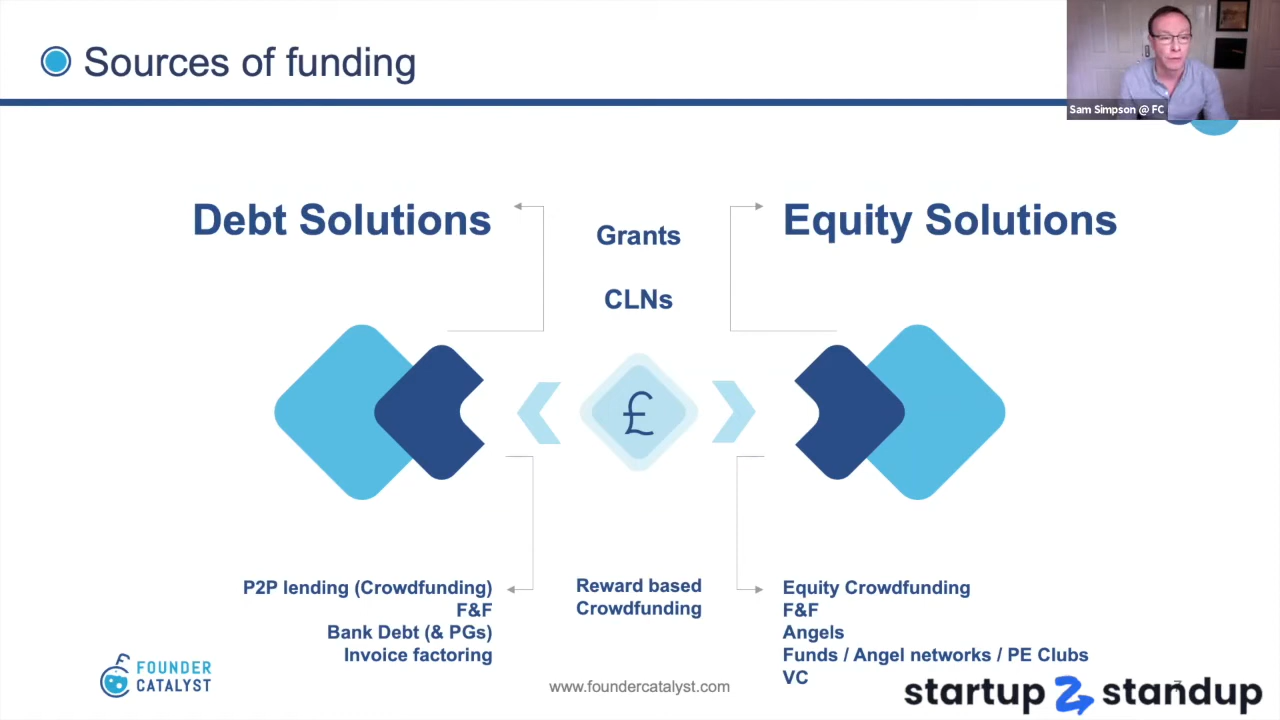 Sources of funding
Sam Simpson @ FC
Debt Solutions
Grants
CLNs
Equity Solutions
£
P2P lending (Crowdfunding)
F&F
Bank Debt (& PGs)
Invoice factoring
Reward based
Crowdfunding
Equity Crowdfunding
F&F
Angels
Funds / Angel networks / PE Clubs
VC
FOUNDER
CATALYST
www.foundercatalyst.com
startup 2 standup